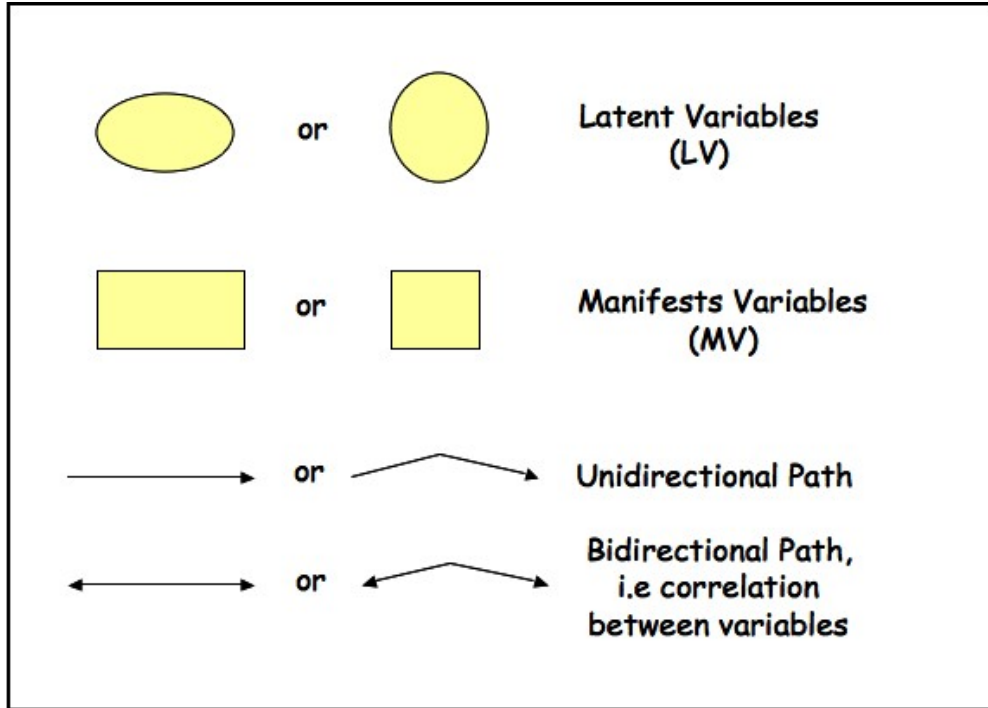 or
Latent Variables
(LV)
or
Manifests Variables
(MV)
or
Unidirectional Path
or
Bidirectional Path,
i.e correlation
between variables